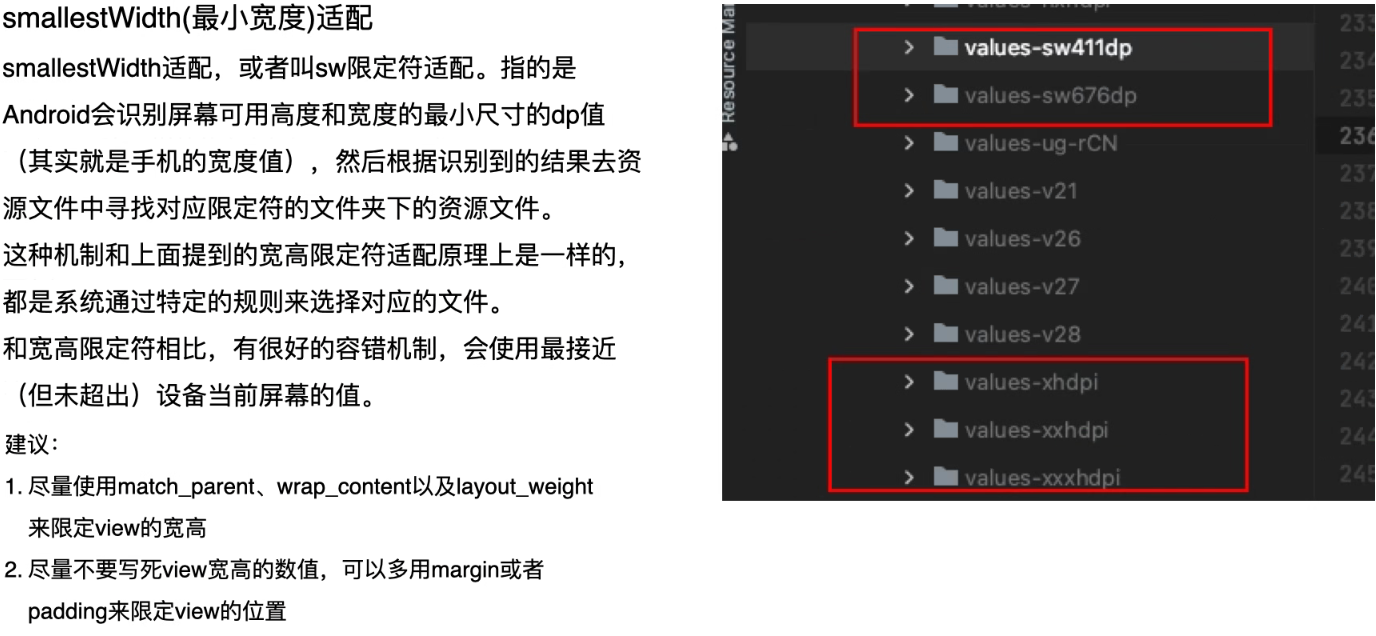 smallestWidth(最小宽度)适配
smallestWidth适配，或者叫sw限定符适配。指的是
Android会识别屏幕可用高度和宽度的最小尺寸的dp值
（其实就是手机的宽度值），然后根据识别到的结果去资
源文件中寻找对应限定符的文件夹下的资源文件。
这种机制和上面提到的宽高限定符适配原理上是一样的，
都是系统通过特定的规则来选择对应的文件。
和宽高限定符相比，有很好的容错机制，会使用最接近
（但未超出）设备当前屏幕的值。
建议：
1. 尽量使用match_parent、wrap_content以及layout_weight
来限定view的宽高
2. 尽量不要写死view宽高的数值，可以多用margin或者
padding来限定view的位置
Resource
values-sw411dp
values-sw676dp
values-ug-rCN
values-v21
values-v26
values-v27
values-v28
values-xhdpi
values-xxhdpi
values-xxxhdpi
233
234
235
236
237
238
239
240
241
242
243
244
245